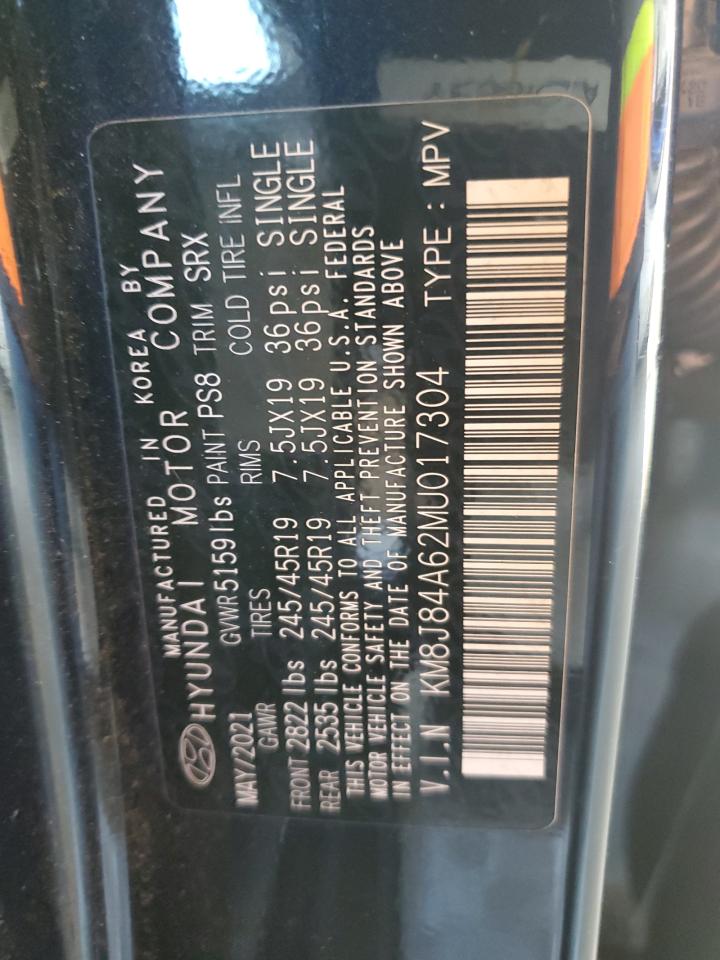 MANUFACTURED IN KOREA BY
HYUNDAI MOTOR COMPANY
MAY/2021 GVWR 5159 lbs PAINT PS8 TRIM SRX
GAWR TIRES RIMS COLD TIRE INFL
FRONT 2822 lbs 245/45R19 7.5JX19 36psi SINGLE
REAR 2535 lbs 245/45R19 7.5JX19 36psi SINGLE
THIS VEHICLE CONFORMS TO ALL APPLICABLE U.S.A. FEDERAL
MOTOR VEHICLE SAFETY AND THEFT PREVENTION STANDARDS
IN EFFECT ON THE DATE OF MANUFACTURE SHOWN ABOVE
V.I.N KM8J84A62MU017304 TYPE : MPV